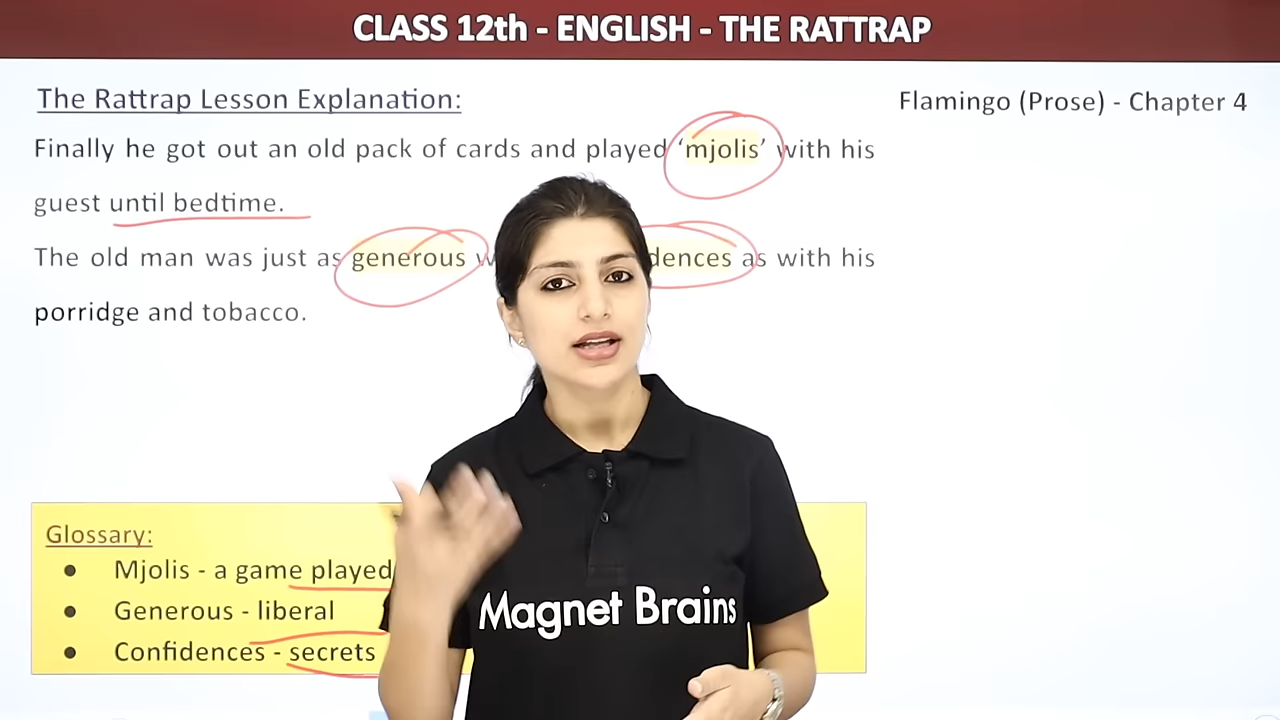 CLASS 12th - ENGLISH - THE RATTRAP
The Rattrap Lesson Explanation:
Flamingo (Prose) - Chapter 4
Finally he got out an old pack of cards and played ‘mjolis’ with his
guest until bedtime.
The old man was just as generous as with his
porridge and tobacco.
Glossary:
● Mjolis - a game played
● Generous - liberal
● Confidences - secrets
Magnet Brains